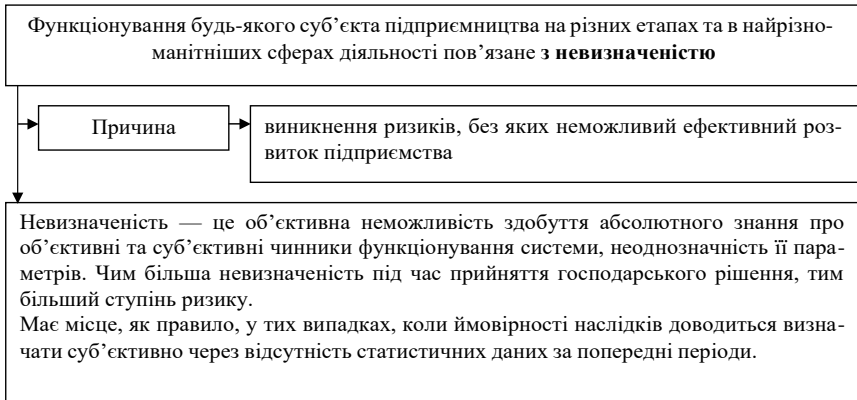 Функціонування будь-якого суб’єкта підприємництва на різних етапах та в найрізно-
манітніших сферах діяльності пов’язане з невизначеністю
Причина
виникнення ризиків, без яких неможливий ефективний роз-
виток підприємства
Невизначеність — це об’єктивна неможливість здобуття абсолютного знання про
об’єктивні та суб’єктивні чинники функціонування системи, неоднозначність її пара-
метрів. Чим більша невизначеність під час прийняття господарського рішення, тим
більший ступінь ризику.
Має місце, як правило, у тих випадках, коли ймовірності наслідків доводиться визна-
чати суб’єктивно через відсутність статистичних даних за попередні періоди.